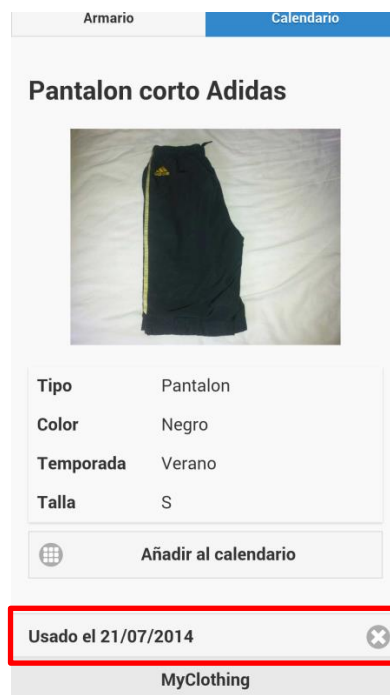 Armario Calendario
Pantalon corto Adidas
Tipo Pantalon
Color Negro
Temporada Verano
Talla S
Añadir al calendario
Usado el 21/07/2014
MyClothing